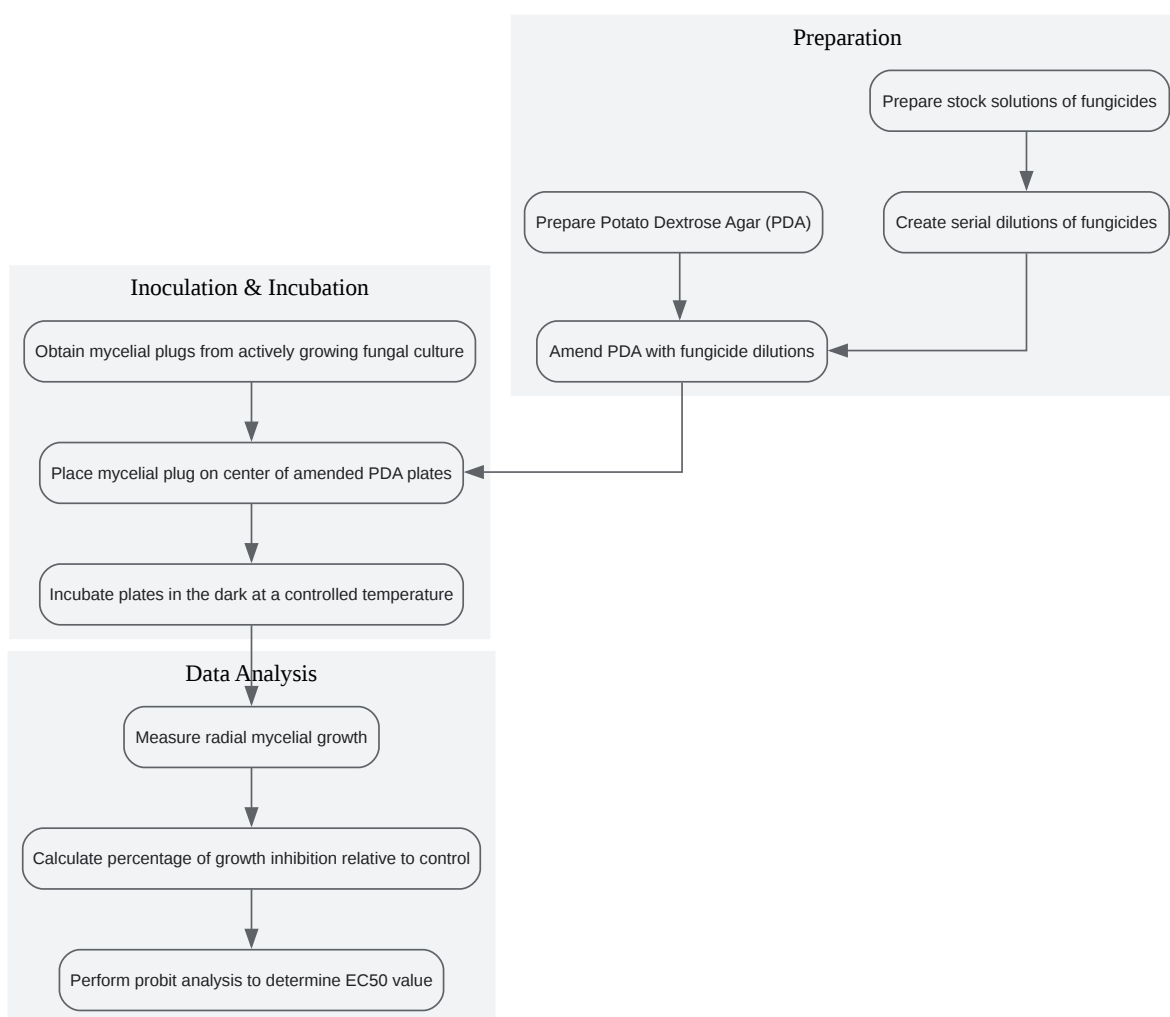 Preparation
Prepare stock solutions of fungicides
Prepare Potato Dextrose Agar (PDA)
Create serial dilutions of fungicides
Amend PDA with fungicide dilutions
Inoculation & Incubation
Obtain mycelial plugs from actively growing fungal culture
Place mycelial plug on center of amended PDA plates
Incubate plates in the dark at a controlled temperature
Data Analysis
Measure radial mycelial growth
Calculate percentage of growth inhibition relative to control
Perform probit analysis to determine EC50 value